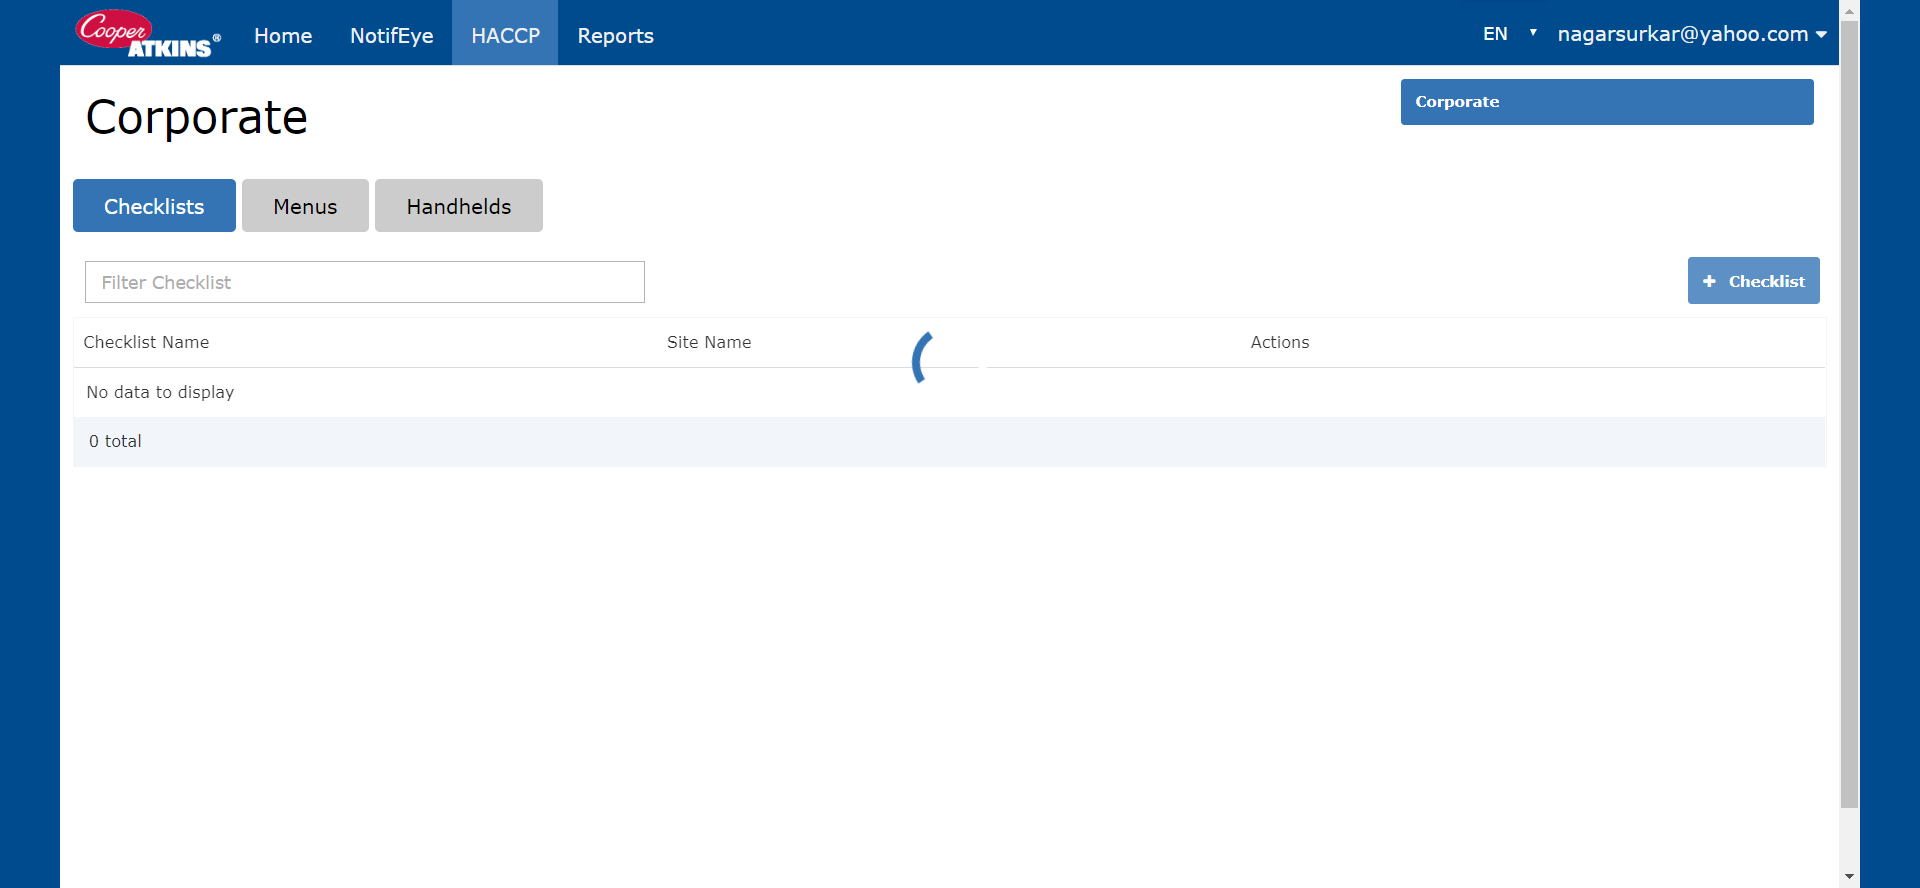 Cooper
ATKINS®
Home NotifEye HACCP Reports
EN nagarsurkar@yahoo.com
Corporate
Corporate
Checklists Menus Handhelds
Filter Checklist
+ Checklist
Checklist Name Site Name Actions
No data to display
0 total